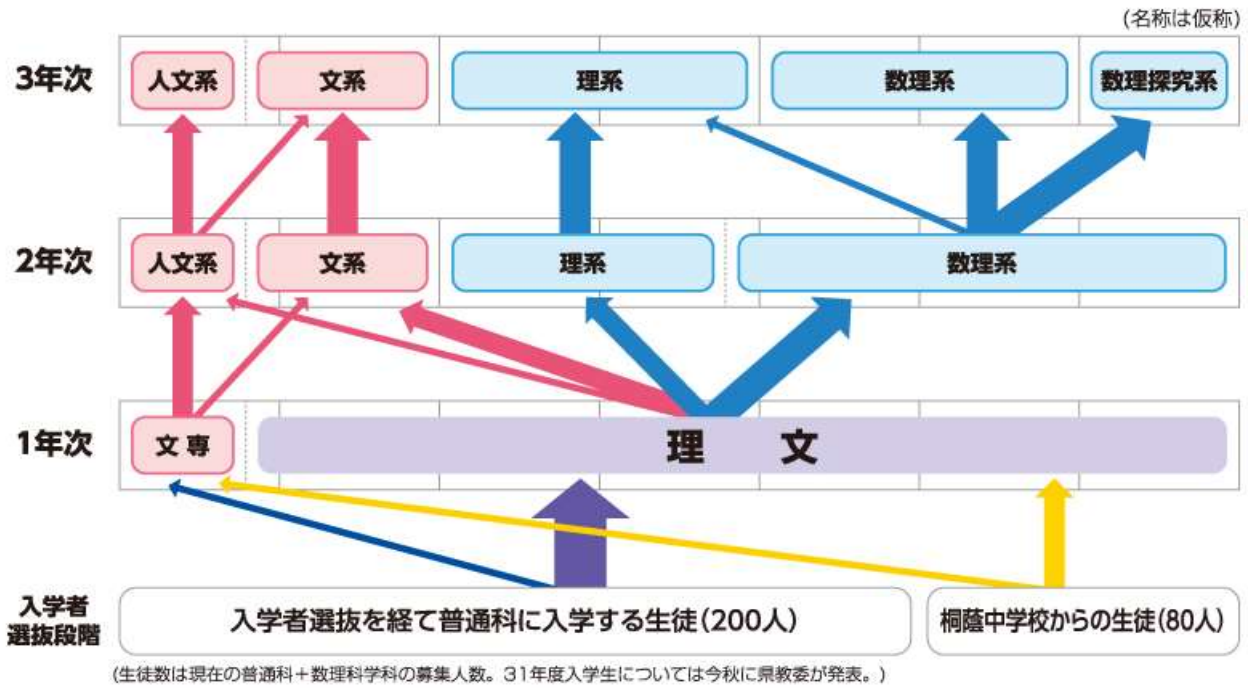 (名称は仮称)
3年次
人文系
文系
理系
数理系
数理探究系
2年次
人文系
文系
理系
数理系
1年次
文専
理 文
入学者
選抜段階
入学者選抜を経て普通科に入学する生徒(200人)
桐蔭中学校からの生徒(80人)
(生徒数は現在の普通科+数理科学科の募集人数。31年度入学生については今秋に県教委が発表。)